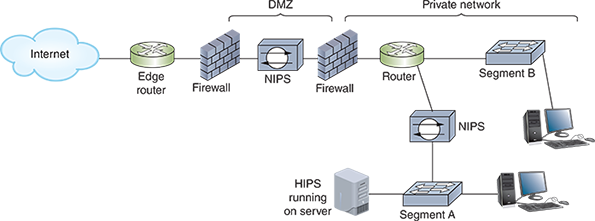 DMZ
Private network
Internet
Edge
router
Firewall
NIPS
Firewall
Router
Segment B
NIPS
HIPS
running
on server
Segment A